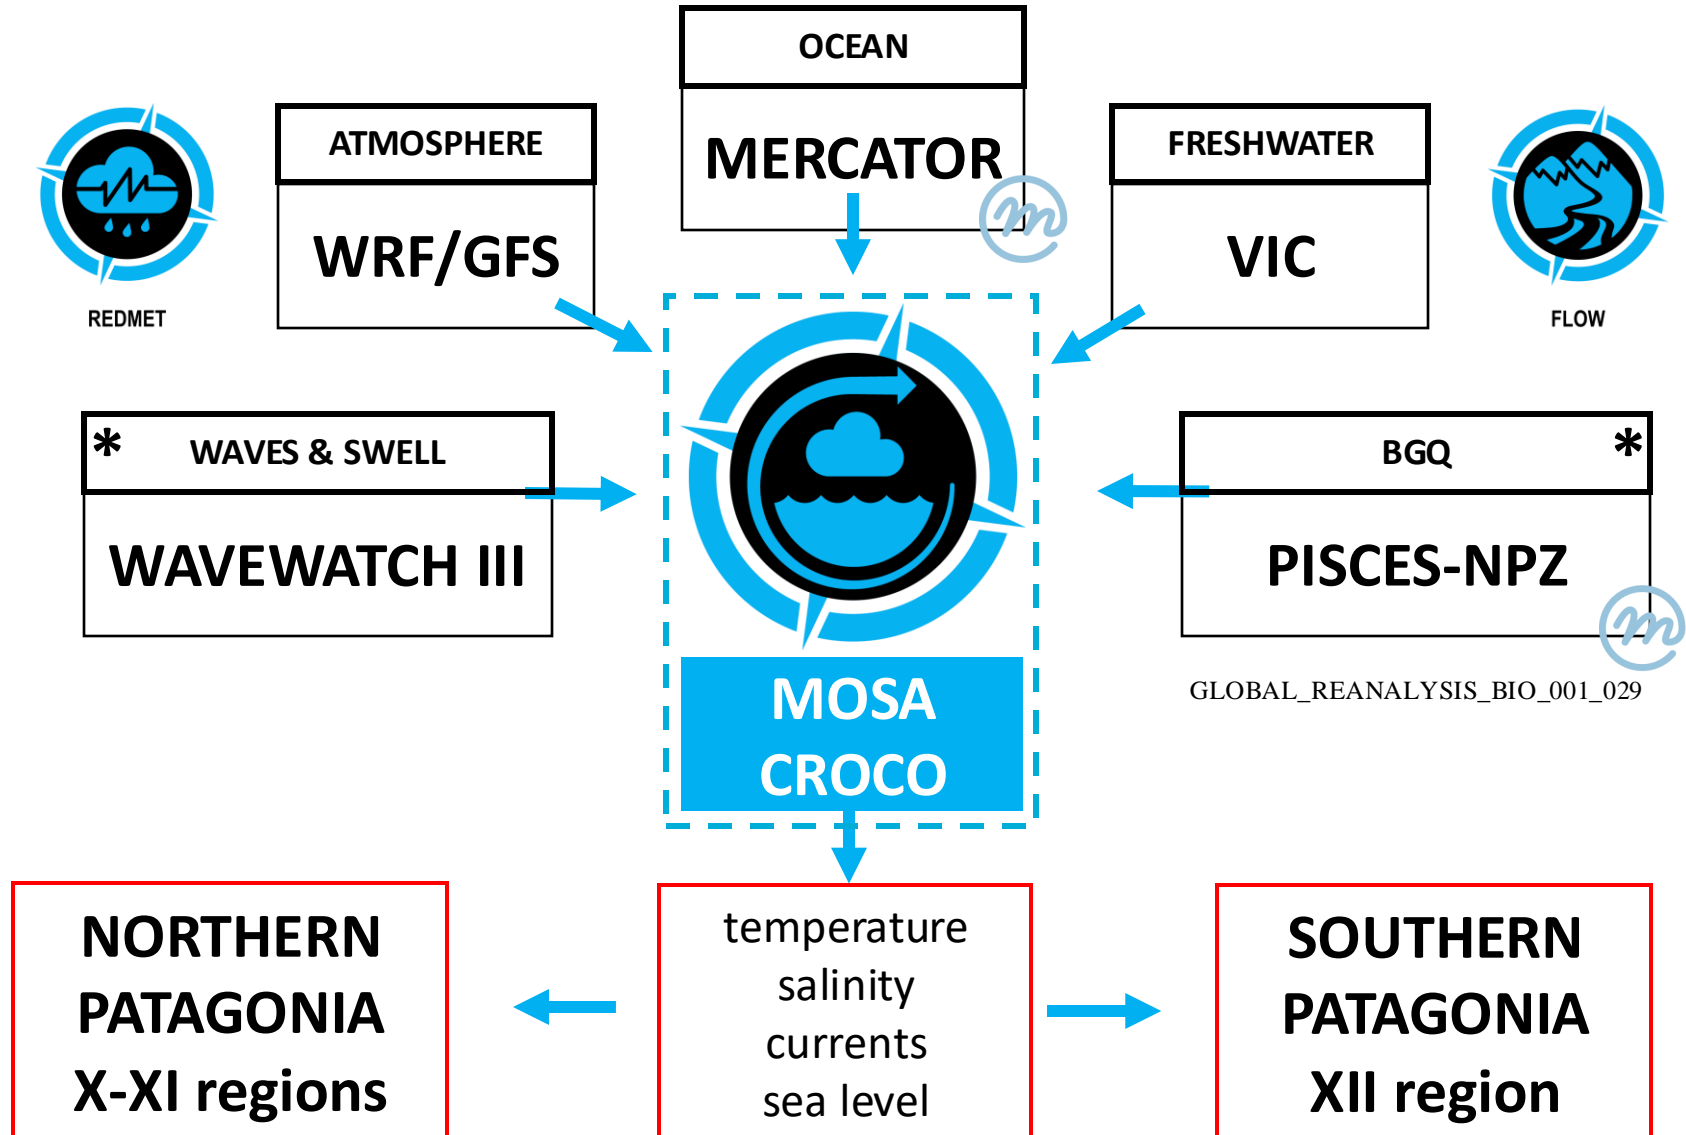 OCEAN
MERCATOR
ATMOSPHERE
WRF/GFS
FRESHWATER
VIC
REDMET
FLOW
* WAVES & SWELL
WAVEWATCH III
BGQ *
PISCES-NPZ
GLOBAL_REANALYSIS_BIO_001_029
MOSA
CROCO
NORTHERN
PATAGONIA
X-XI regions
temperature
salinity
currents
sea level
SOUTHERN
PATAGONIA
XII region